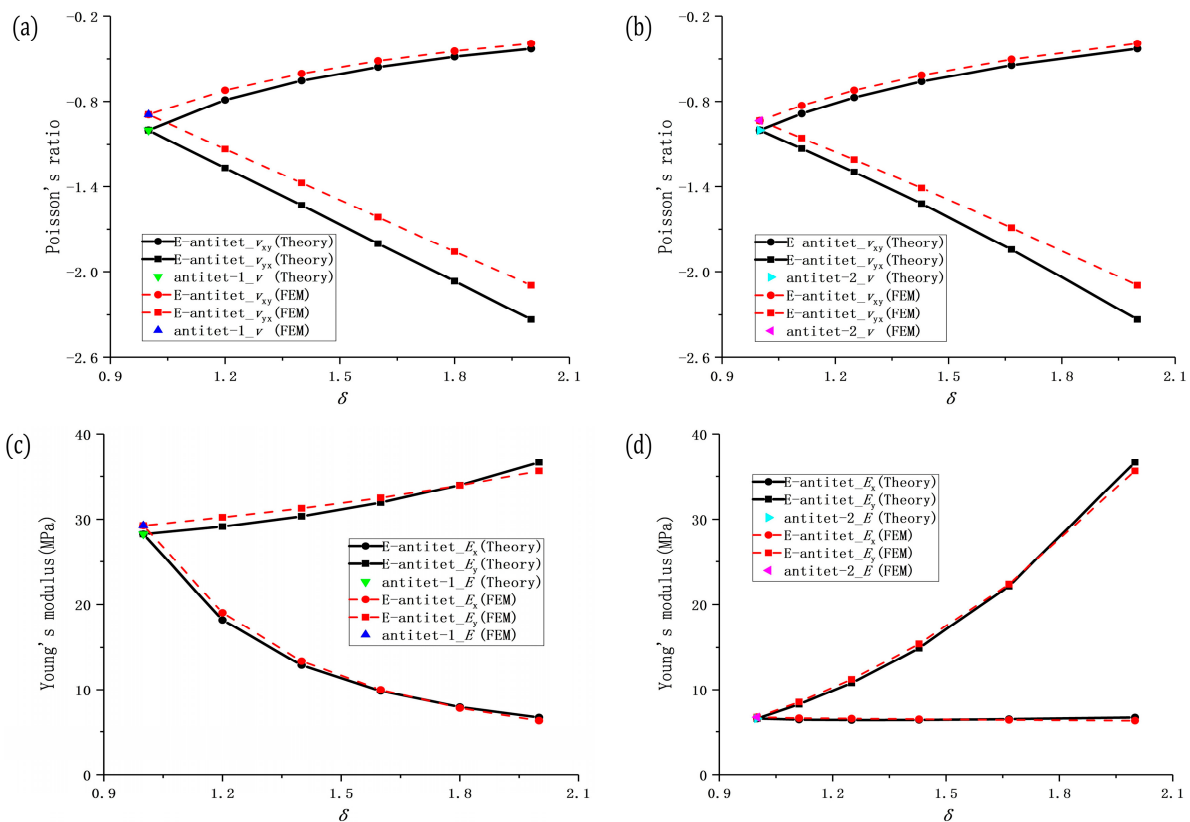 (a)
-0.2
-0.8
-1.4
-2.0
-2.6
Poisson's ratio
E-antitet_νxy(Theory)
E-antitet_νyx(Theory)
antitet-1_ν (Theory)
E-antitet_νxy(FEM)
E-antitet_νyx(FEM)
antitet-1_ν (FEM)
0.9 1.2 1.5 1.8 2.1
δ
(b)
-0.2
-0.8
-1.4
-2.0
-2.6
Poisson's ratio
E antitet_νxy(Theory)
E-antitet_νyx(Theory)
antitet-2_ν (Theory)
E-antitet_νxy(FEM)
E-antitet_νyx(FEM)
antitet-2_ν (FEM)
0.9 1.2 1.5 1.8 2.1
δ
(c)
40
30
20
10
0
Young's modulus(MPa)
E-antitet_Ex(Theory)
E-antitet_Ey(Theory)
antitet-1_E (Theory)
E-antitet_Ex(FEM)
E-antitet_Ey(FEM)
antitet-1_E (FEM)
0.9 1.2 1.5 1.8 2.1
δ
(d)
40
30
20
10
0
Young's modulus(MPa)
E-antitet_Ex(Theory)
E-antitet_Ey(Theory)
antitet-2_E (Theory)
E-antitet_Ex(FEM)
E-antitet_Ey(FEM)
antitet-2_E (FEM)
0.9 1.2 1.5 1.8 2.1
δ